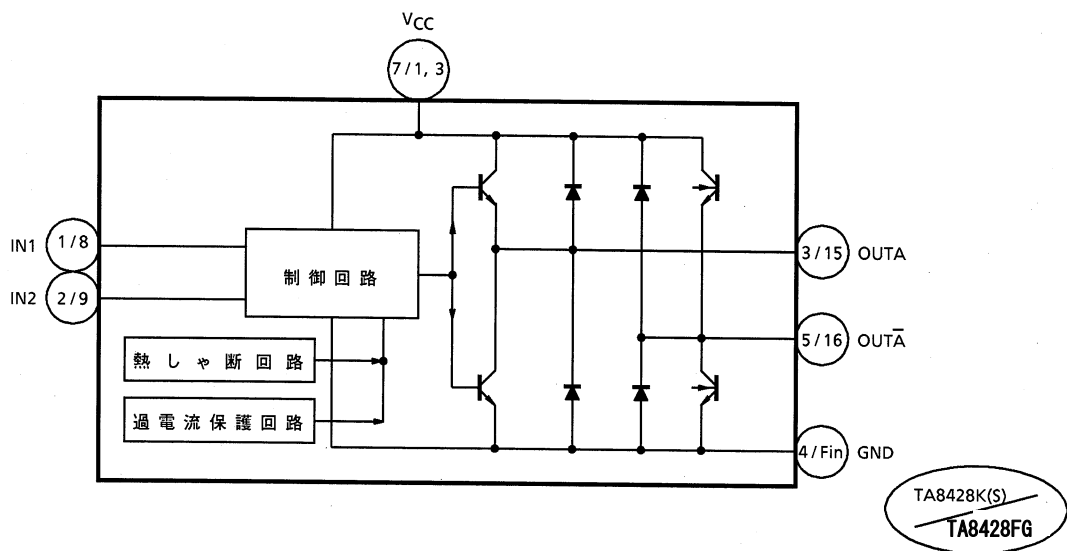 VCC
7/1, 3
IN1
1/8
制御回路
3/15
OUTA
IN2
2/9
熱しゃ断回路
5/16
OUTA̅
過電流保護回路
4/Fin
GND
TA8428K(S)
TA8428FG